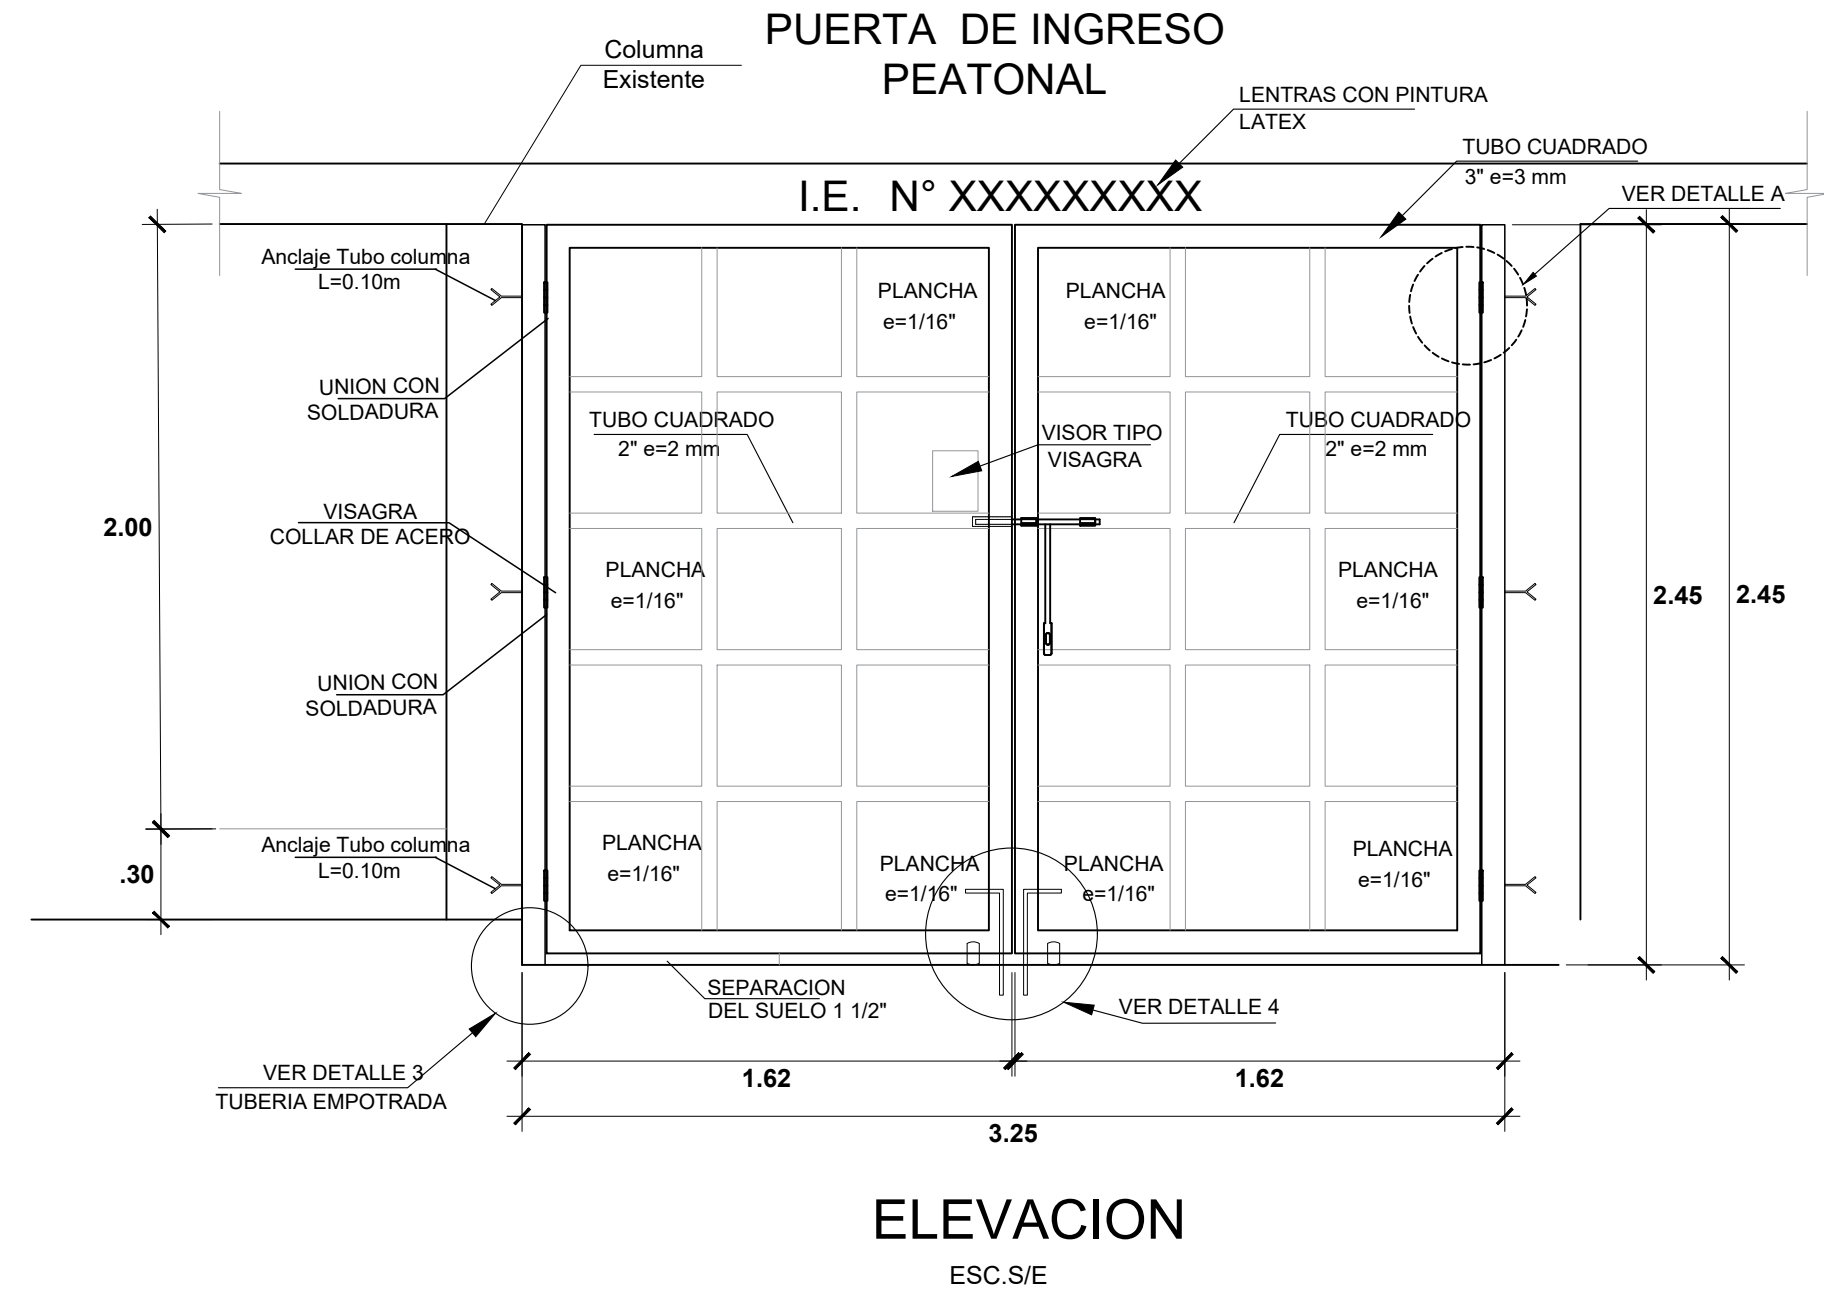 PUERTA DE INGRESO
PEATONAL
Columna
Existente
LENTRAS CON PINTURA
LATEX
TUBO CUADRADO
3" e=3 mm
VER DETALLE A
I.E. N° XXXXXXXXX
Anclaje Tubo columna
L=0.10m
PLANCHA
e=1/16"
PLANCHA
e=1/16"
UNION CON
SOLDADURA
TUBO CUADRADO
2" e=2 mm
VISOR TIPO
VISAGRA
TUBO CUADRADO
2" e=2 mm
2.00
VISAGRA
COLLAR DE ACERO
PLANCHA
e=1/16"
PLANCHA
e=1/16"
2.45
2.45
UNION CON
SOLDADURA
Anclaje Tubo columna
L=0.10m
.30
PLANCHA
e=1/16"
PLANCHA
e=1/16"
PLANCHA
e=1/16"
PLANCHA
e=1/16"
SEPARACION
DEL SUELO 1 1/2"
VER DETALLE 4
VER DETALLE 3
TUBERIA EMPOTRADA
1.62
1.62
3.25
ELEVACION
ESC.S/E